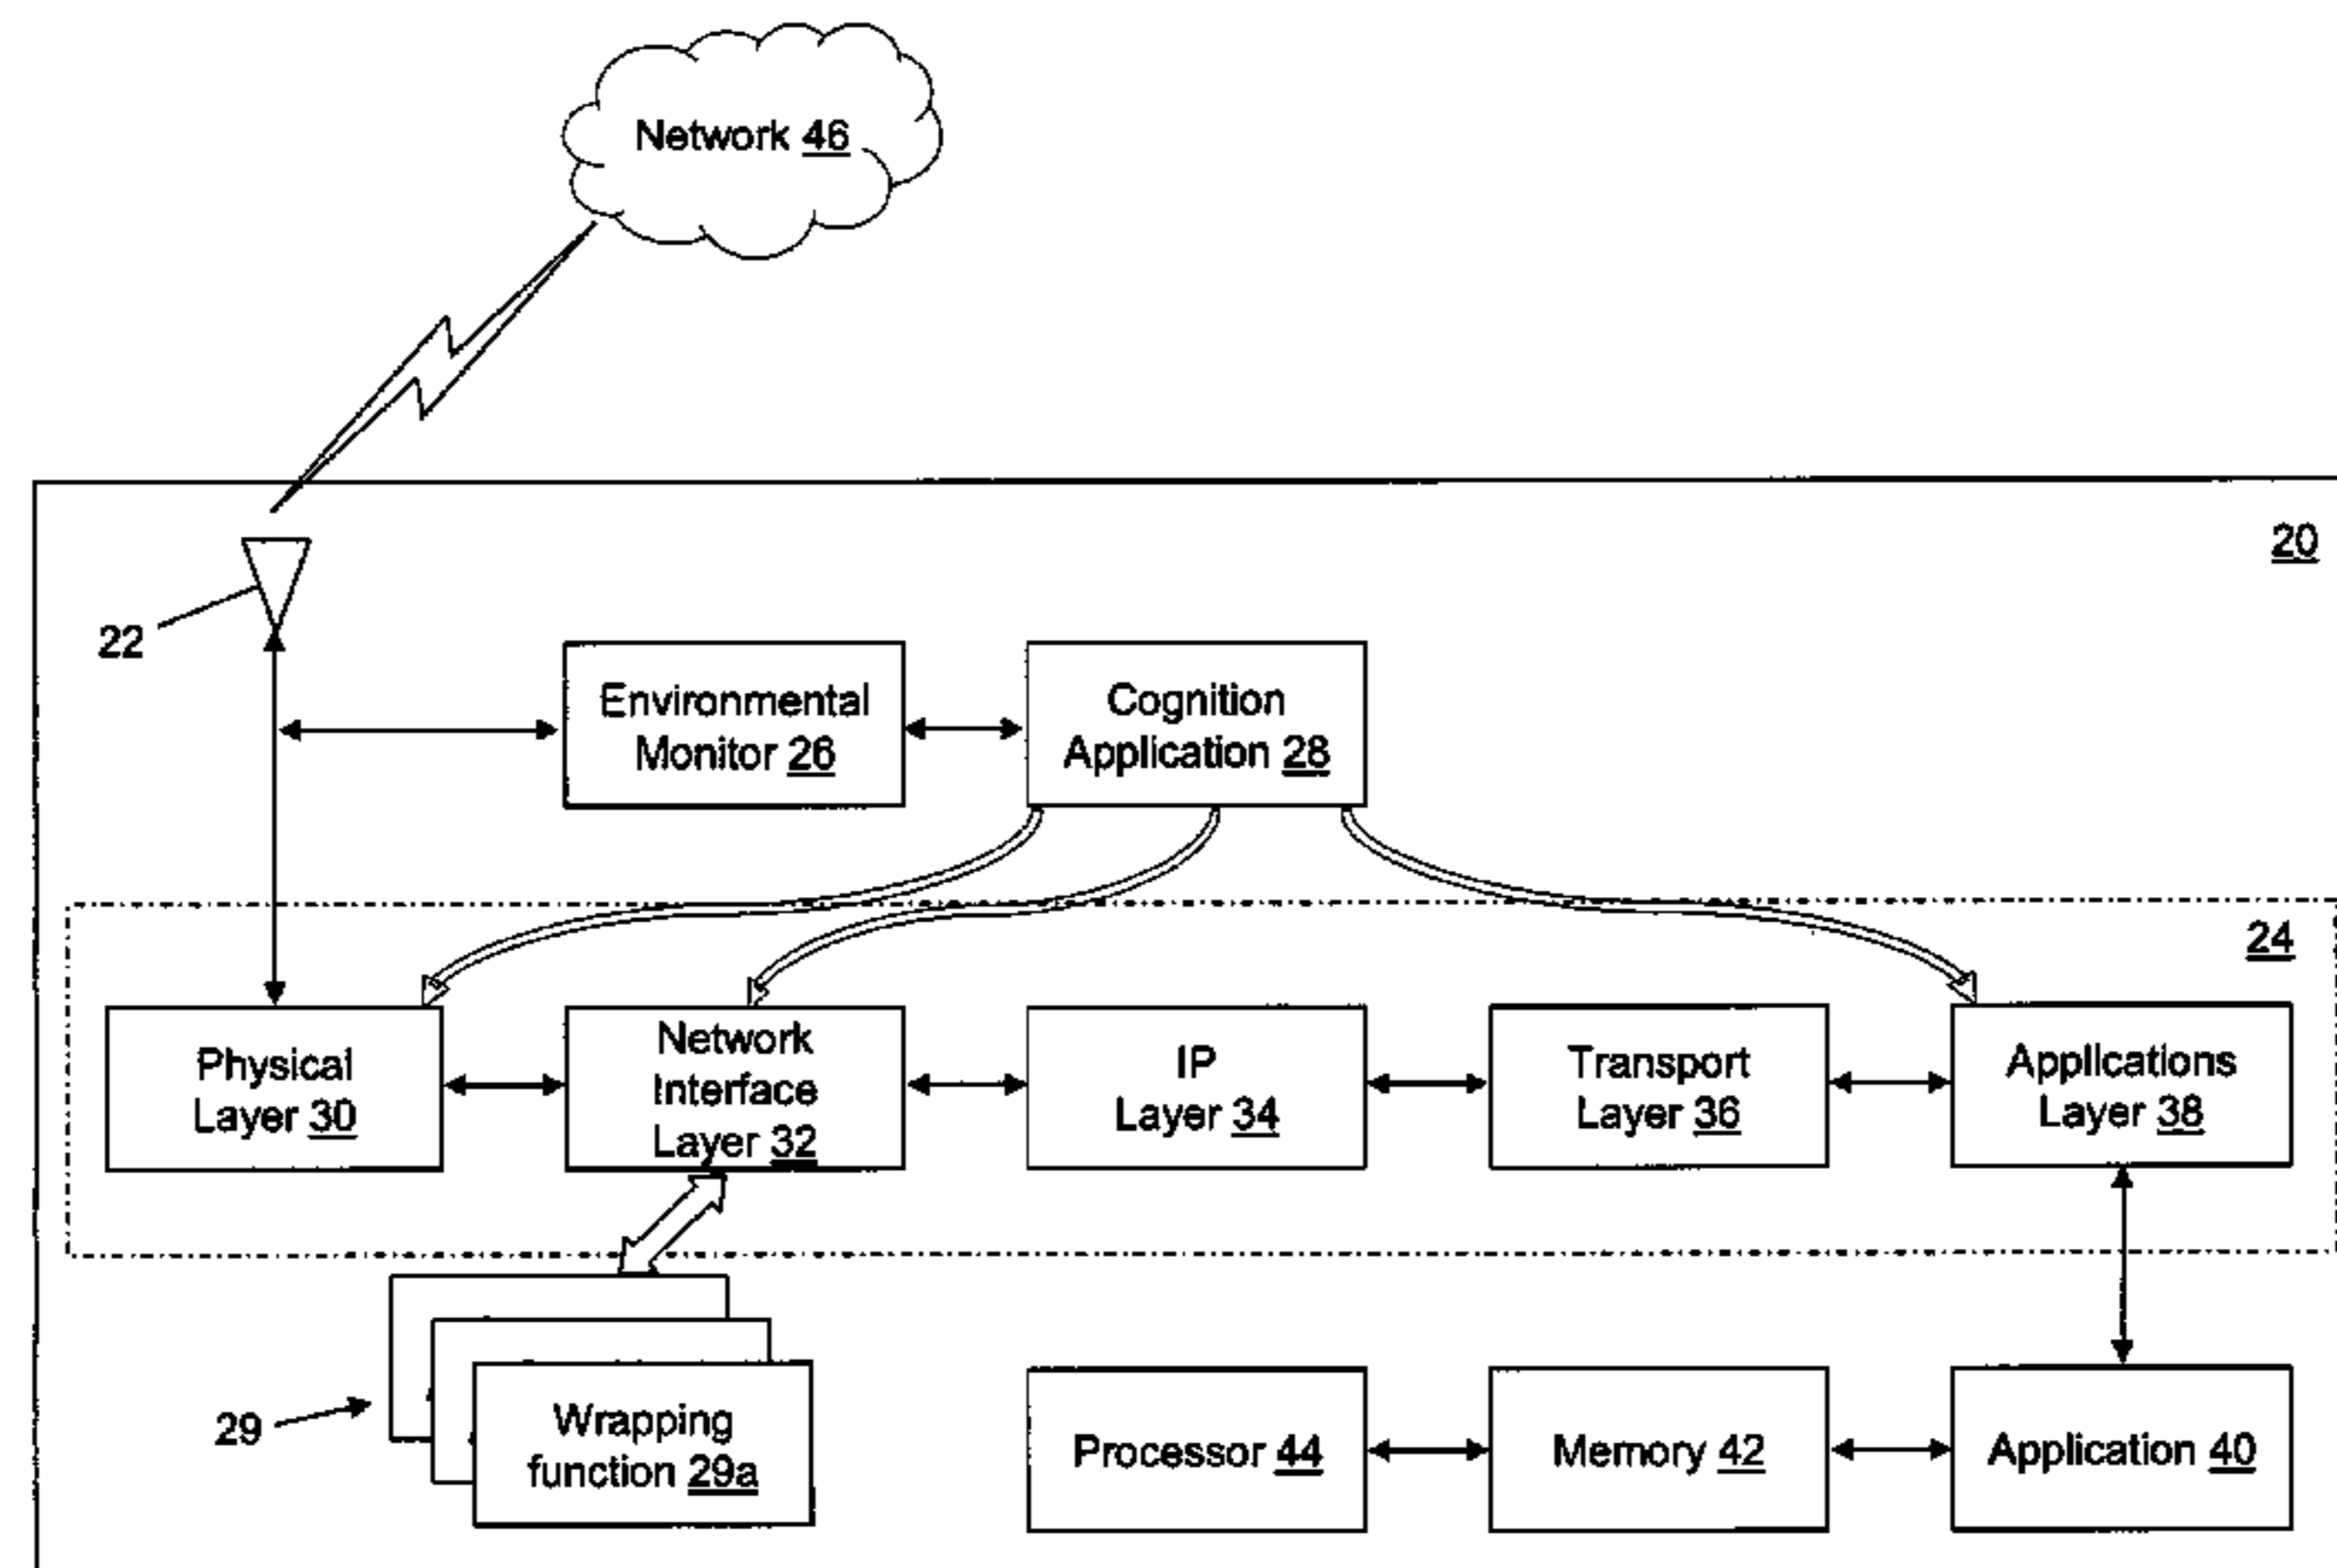 Network 46
20
22
Environmental
Monitor 26
Cognition
Application 28
24
Physical
Layer 30
Network
Interface
Layer 32
IP
Layer 34
Transport
Layer 36
Applications
Layer 38
29
Wrapping
function 29a
Processor 44
Memory 42
Application 40